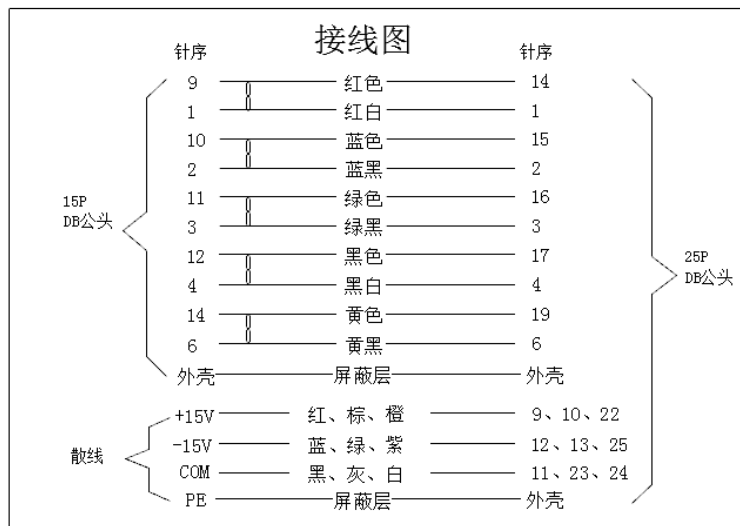 接线图
针序 针序
9 红色 14
1 红白 1
10 蓝色 15
2 蓝黑 2
11 绿色 16
3 绿黑 3
12 黑色 17
4 黑白 4
14 黄色 19
6 黄黑 6
外壳 屏蔽层 外壳
15P
DB公头
25P
DB公头
+15V 红、棕、橙 9、10、22
-15V 蓝、绿、紫 12、13、25
COM 黑、灰、白 11、23、24
PE 屏蔽层 外壳
散线